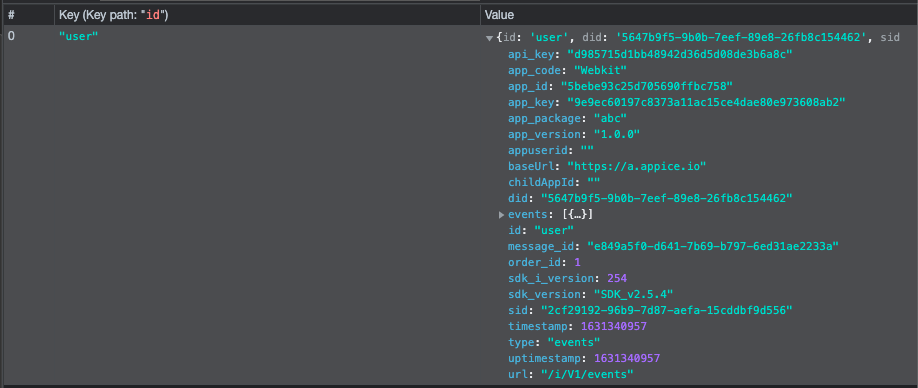 # Key (Key path: "id") Value
0 "user" {id: 'user', did: '5647b9f5-9b0b-7eef-89e8-26fb8c154462', sid
api_key: "d985715d1bb48942d36d5d08de3b6a8c"
app_code: "Webkit"
app_id: "5bebe93c25d705690ffbc758"
app_key: "9e9ec60197c8373a11ac15ce4dae80e973608ab2"
app_package: "abc"
app_version: "1.0.0"
appuserid: ""
baseUrl: "https://a.appice.io"
childAppId: ""
did: "5647b9f5-9b0b-7eef-89e8-26fb8c154462"
events: [{…}]
id: "user"
message_id: "e849a5f0-d641-7b69-b797-6ed31ae2233a"
order_id: 1
sdk_i_version: 254
sdk_version: "SDK_v2.5.4"
sid: "2cf29192-96b9-7d87-aefa-15cddbf9d556"
timestamp: 1631340957
type: "events"
uptimestamp: 1631340957
url: "/i/V1/events"